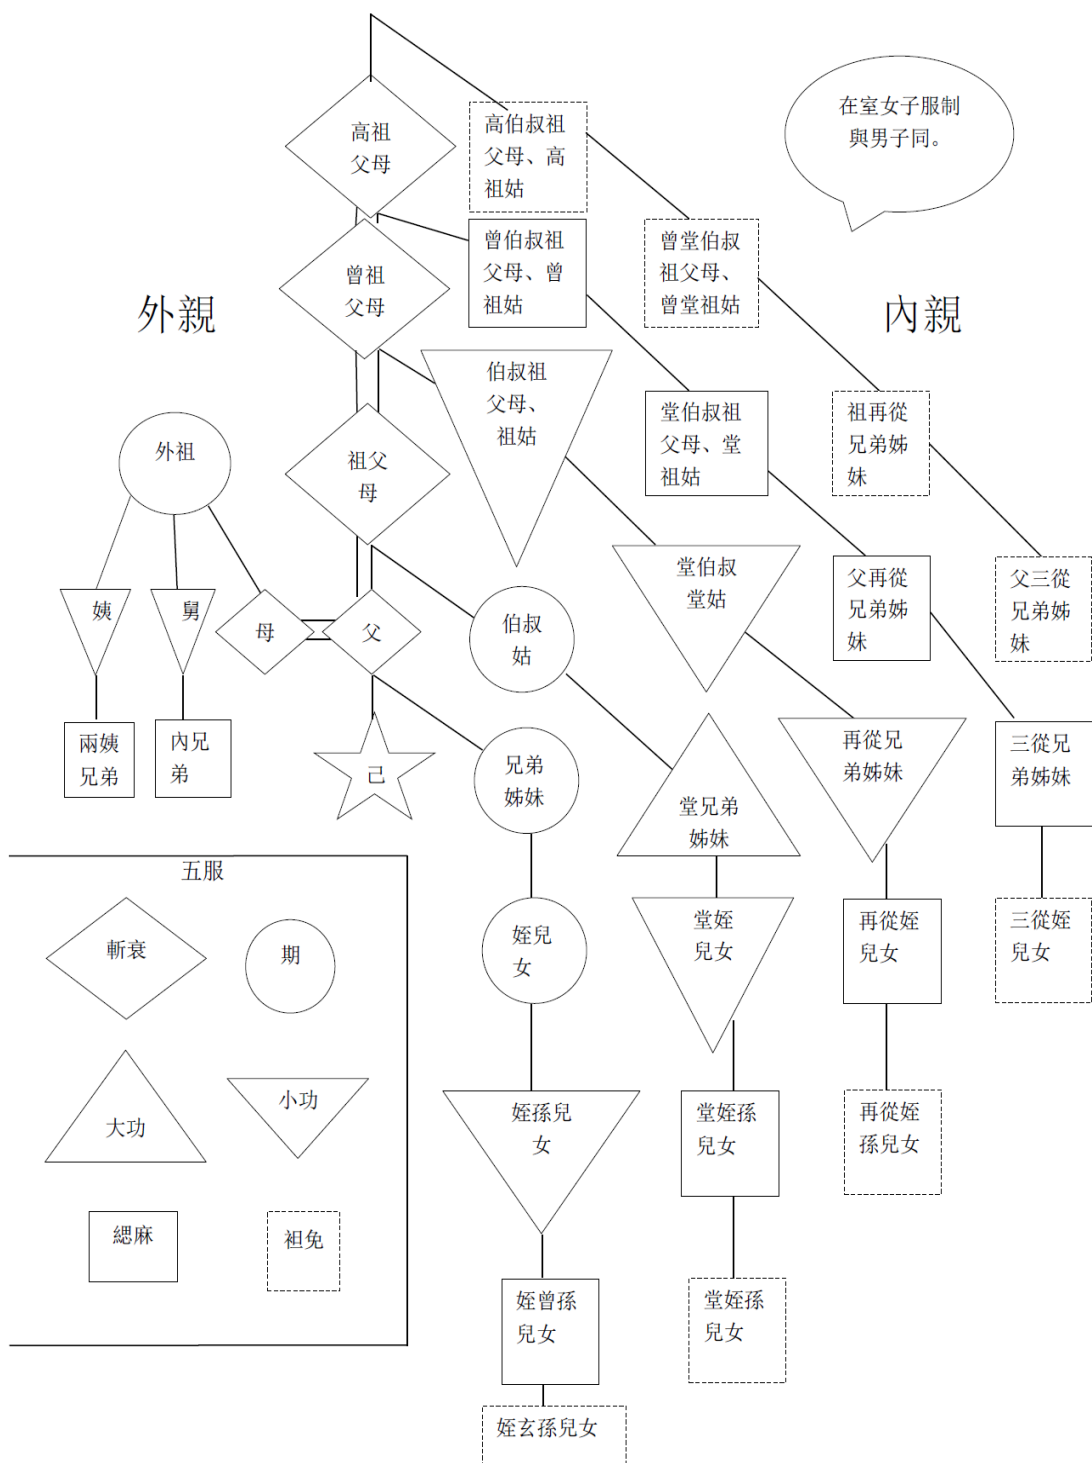 在室女子服制
與男子同。
高祖
父母
高伯叔祖
父母、高
祖姑
曾祖
父母
曾伯叔祖
父母、曾
祖姑
曾堂伯叔
祖父母、
曾堂祖姑
外親
內親
伯叔祖
父母、
祖姑
堂伯叔祖
父母、堂
祖姑
祖再從
兄弟姊
妹
外祖
祖父
母
堂伯叔
堂姑
父再從
兄弟姊
妹
父三從
兄弟姊
妹
姨
舅
母
父
伯叔
姑
兩姨
兄弟
內兄
弟
己
兄弟
姊妹
堂兄弟
姊妹
再從兄
弟姊妹
三從兄
弟姊妹
姪兒
女
堂姪
兒女
再從姪
兒女
三從姪
兒女
姪孫兒
女
堂姪孫
兒女
再從姪
孫兒女
姪曾孫
兒女
堂姪孫
兒女
姪玄孫兒女
五服
斬衰
期
大功
小功
緦麻
袒免